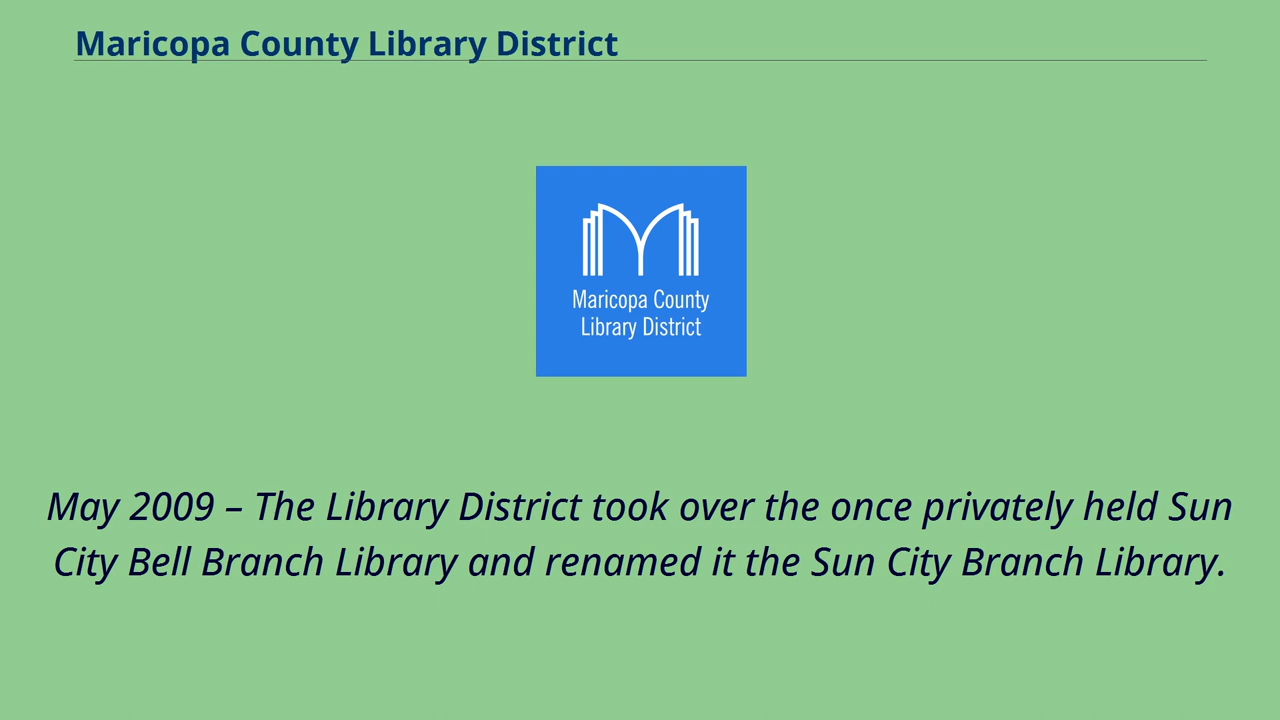 Maricopa County Library District
Maricopa County
Library District
May 2009 – The Library District took over the once privately held Sun
City Bell Branch Library and renamed it the Sun City Branch Library.